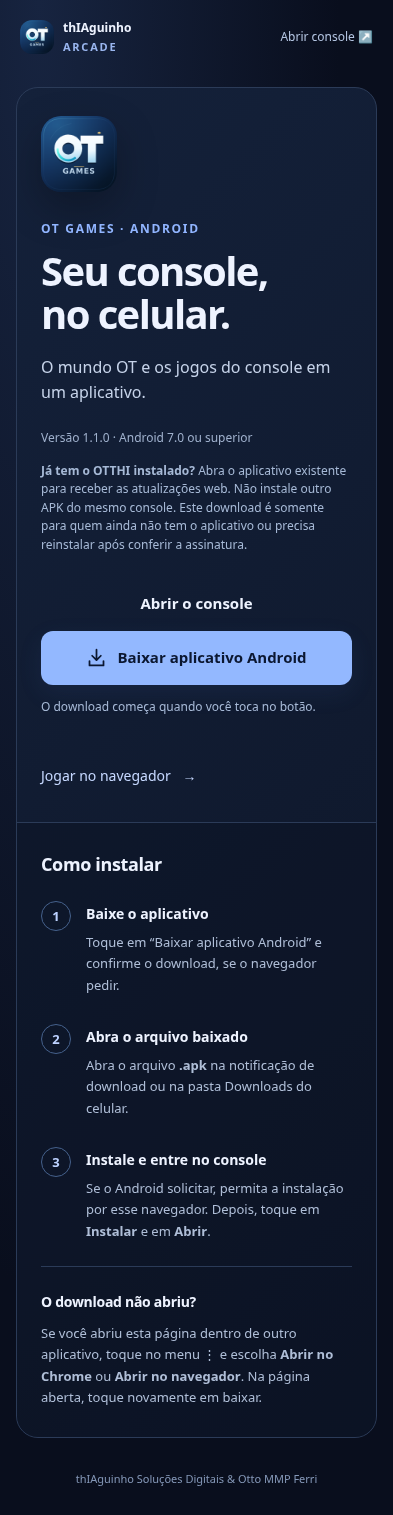 OT
GAMES
thIAguinho
ARCADE
Abrir console ↗
OT
GAMES
OT GAMES · ANDROID
Seu console,
no celular.
O mundo OT e os jogos do console em
um aplicativo.
Versão 1.1.0 · Android 7.0 ou superior
Já tem o OTTHI instalado? Abra o aplicativo existente
para receber as atualizações web. Não instale outro
APK do mesmo console. Este download é somente
para quem ainda não tem o aplicativo ou precisa
reinstalar após conferir a assinatura.
Abrir o console
Baixar aplicativo Android
O download começa quando você toca no botão.
Jogar no navegador →
Como instalar
1 Baixe o aplicativo
Toque em “Baixar aplicativo Android” e
confirme o download, se o navegador
pedir.
2 Abra o arquivo baixado
Abra o arquivo .apk na notificação de
download ou na pasta Downloads do
celular.
3 Instale e entre no console
Se o Android solicitar, permita a instalação
por esse navegador. Depois, toque em
Instalar e em Abrir.
O download não abriu?
Se você abriu esta página dentro de outro
aplicativo, toque no menu ⋮ e escolha Abrir no
Chrome ou Abrir no navegador. Na página
aberta, toque novamente em baixar.
thIAguinho Soluções Digitais & Otto MMP Ferri